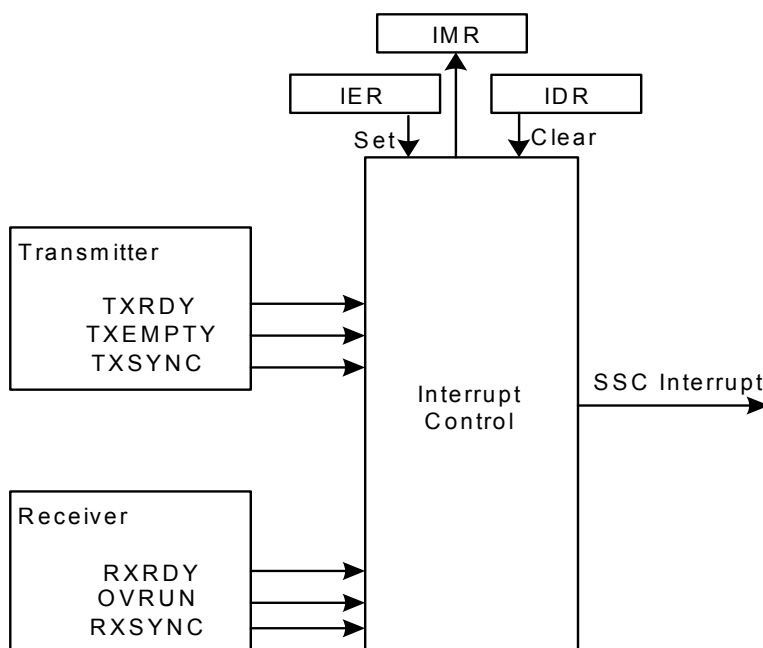 IMR
IER
IDR
Set
Clear
Transmitter
TXRDY
TXEMPTY
TXSYNC
Interrupt
Control
SSC Interrupt
Receiver
RXRDY
OVRUN
RXSYNC